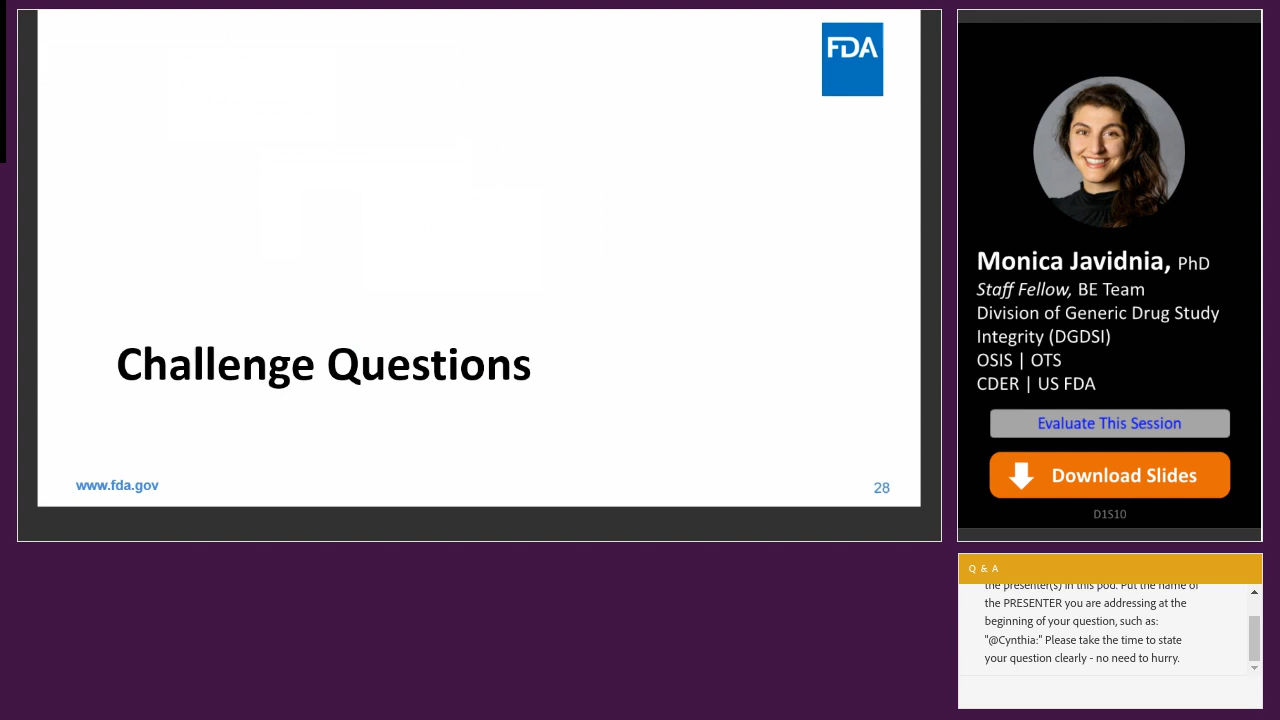 FDA
Challenge Questions
www.fda.gov
28
Monica Javidnia, PhD
Staff Fellow, BE Team
Division of Generic Drug Study
Integrity (DGDSI)
OSIS | OTS
CDER | US FDA
Evaluate This Session
Download Slides
D1S10
Q & A
the presenter(s) in this pod. Put the name of
the PRESENTER you are addressing at the
beginning of your question, such as:
"@Cynthia:" Please take the time to state
your question clearly - no need to hurry.